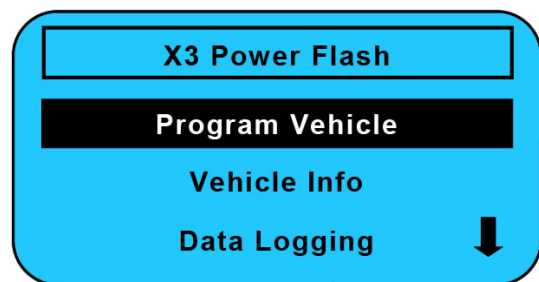 X3 Power Flash
Program Vehicle
Vehicle Info
Data Logging